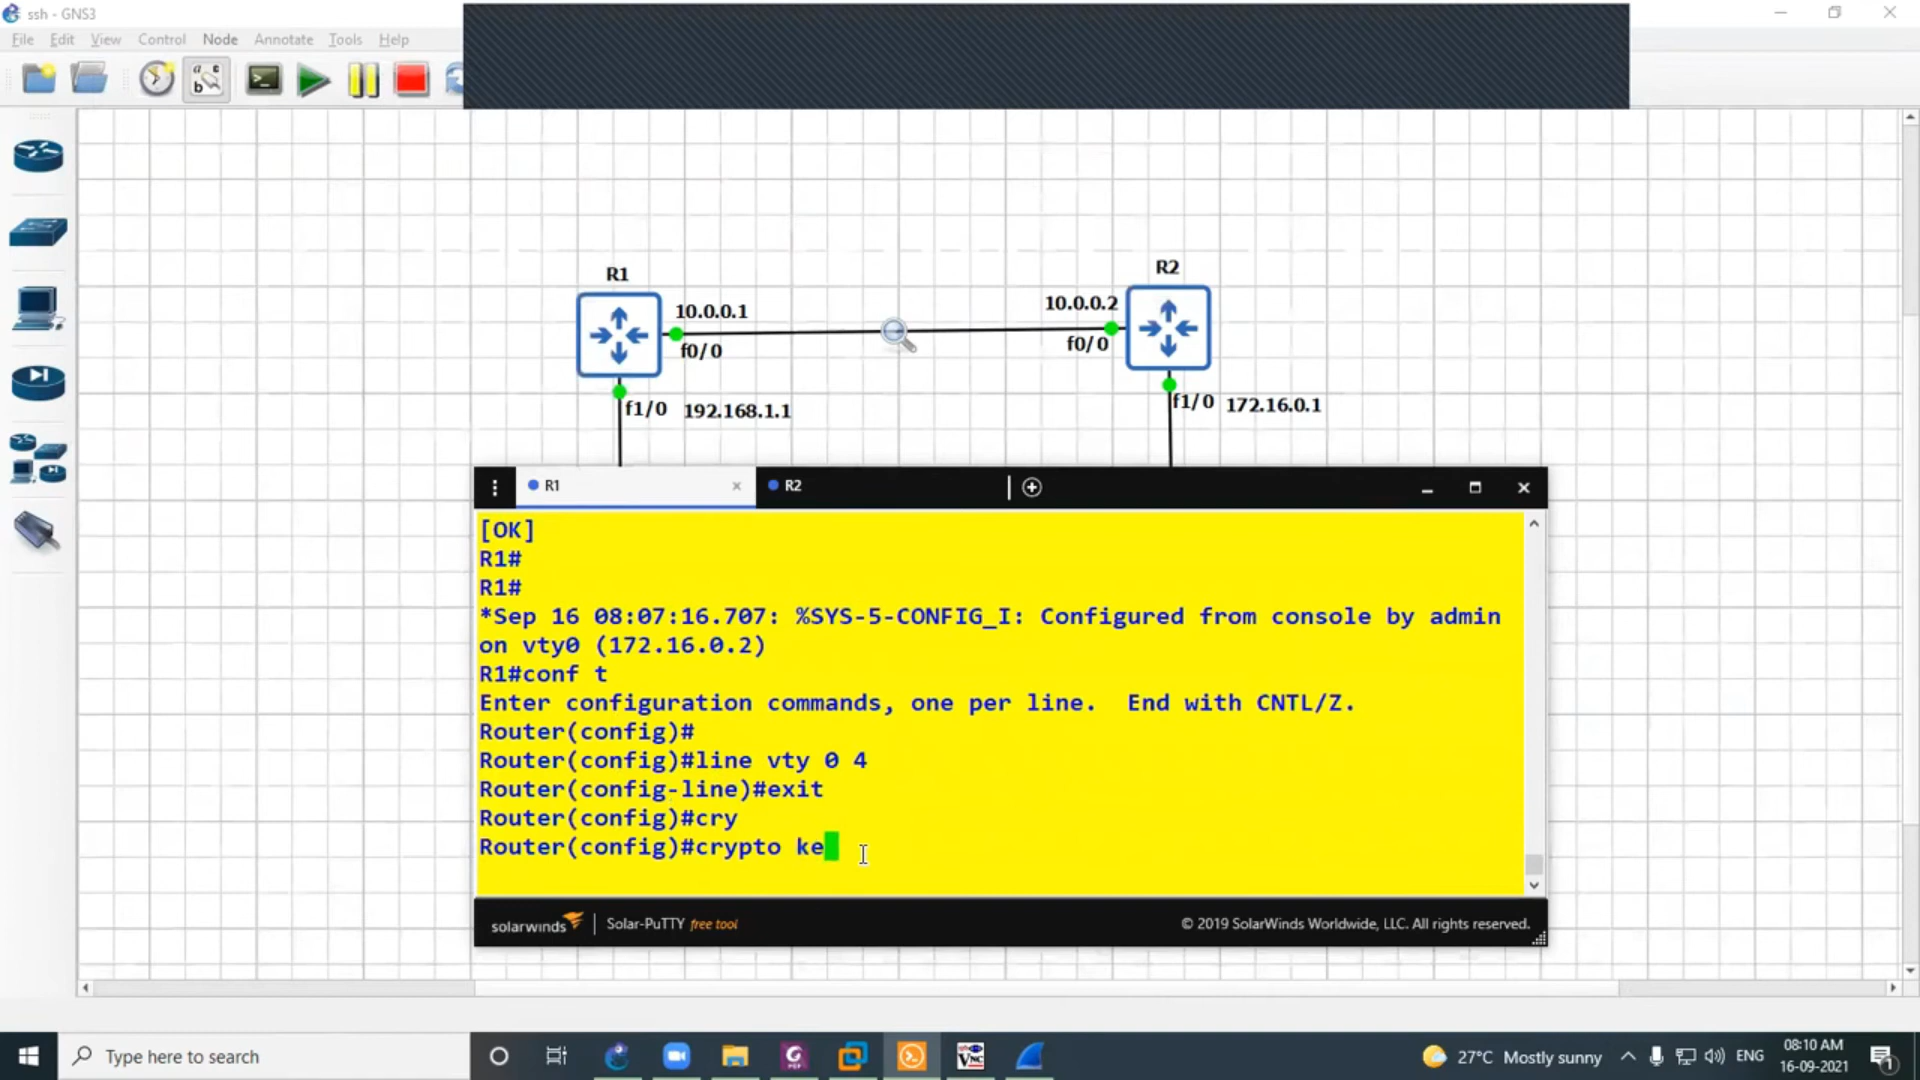 ssh - GNS3
File Edit View Control Node Annotate Tools Help
R1
R2
10.0.0.1
10.0.0.2
f0/0
f0/0
f1/0 192.168.1.1
f1/0 172.16.0.1
R1
R2
[OK]
R1#
R1#
*Sep 16 08:07:16.707: %SYS-5-CONFIG_I: Configured from console by admin
on vty0 (172.16.0.2)
R1#conf t
Enter configuration commands, one per line. End with CNTL/Z.
Router(config)#
Router(config)#line vty 0 4
Router(config-line)#exit
Router(config)#cry
Router(config)#crypto ke
solarwinds Solar-PuTTY free tool © 2019 SolarWinds Worldwide, LLC. All rights reserved.
Type here to search
27°C Mostly sunny
ENG
08:10 AM
16-09-2021
1